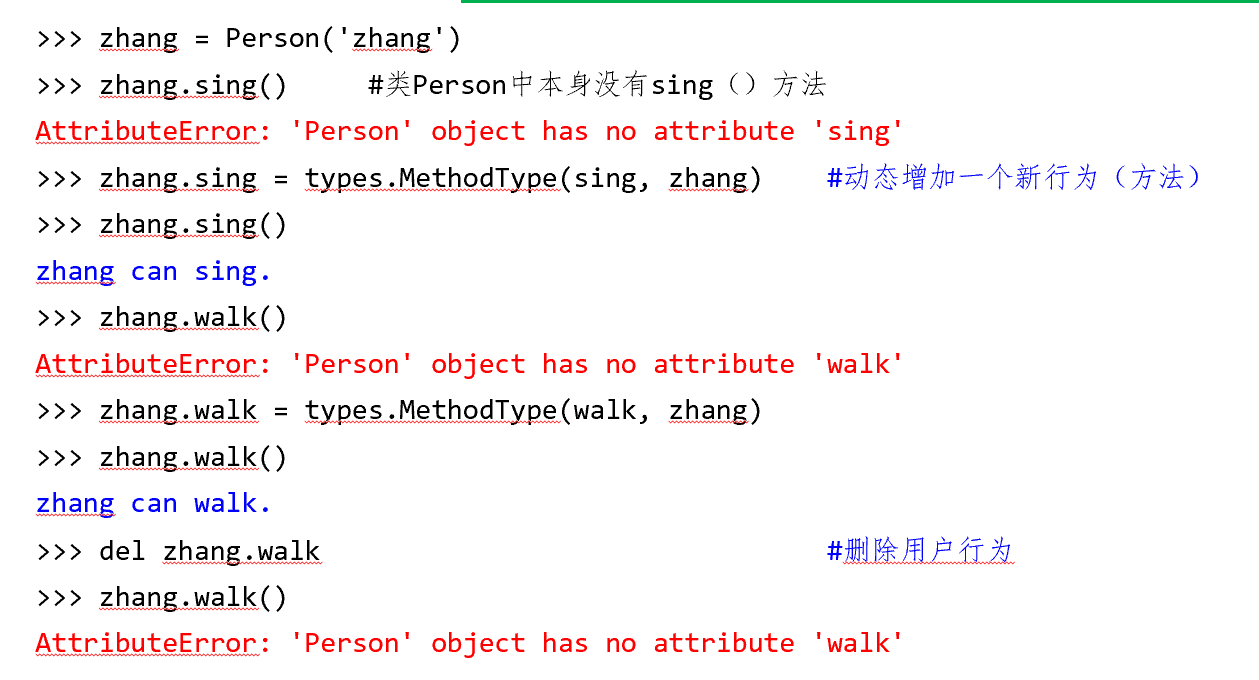 >>> zhang = Person('zhang')
>>> zhang.sing()     #类Person中本身没有sing（）方法
AttributeError: 'Person' object has no attribute 'sing'
>>> zhang.sing = types.MethodType(sing, zhang)    #动态增加一个新行为（方法）
>>> zhang.sing()
zhang can sing.
>>> zhang.walk()
AttributeError: 'Person' object has no attribute 'walk'
>>> zhang.walk = types.MethodType(walk, zhang)
>>> zhang.walk()
zhang can walk.
>>> del zhang.walk                                #删除用户行为
>>> zhang.walk()
AttributeError: 'Person' object has no attribute 'walk'